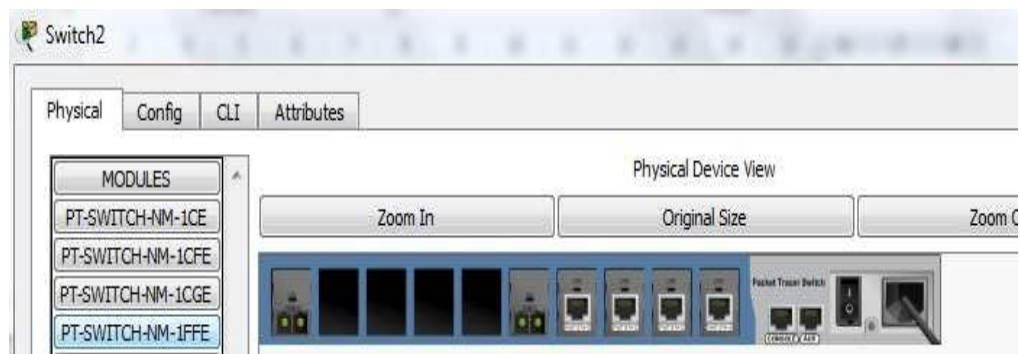 Switch2
Physical Config CLI Attributes
MODULES
PT-SWITCH-NM-1CE
PT-SWITCH-NM-1CFE
PT-SWITCH-NM-1CGE
PT-SWITCH-NM-1FFE
Physical Device View
Zoom In Original Size Zoom
Packet Tracer Switch
CONSOLE AUX